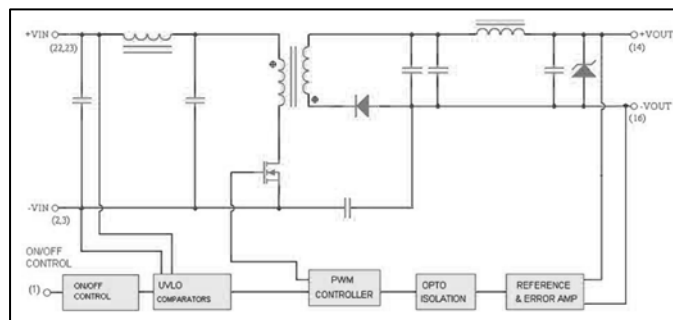 +VIN
(22,23)
+VOUT
(14)
-VOUT
(16)
-VIN
(2,3)
ON/OFF
CONTROL
(1)
ON/OFF
CONTROL
UVLO
COMPARATORS
PWM
CONTROLLER
OPTO
ISOLATION
REFERENCE
& ERROR AMP